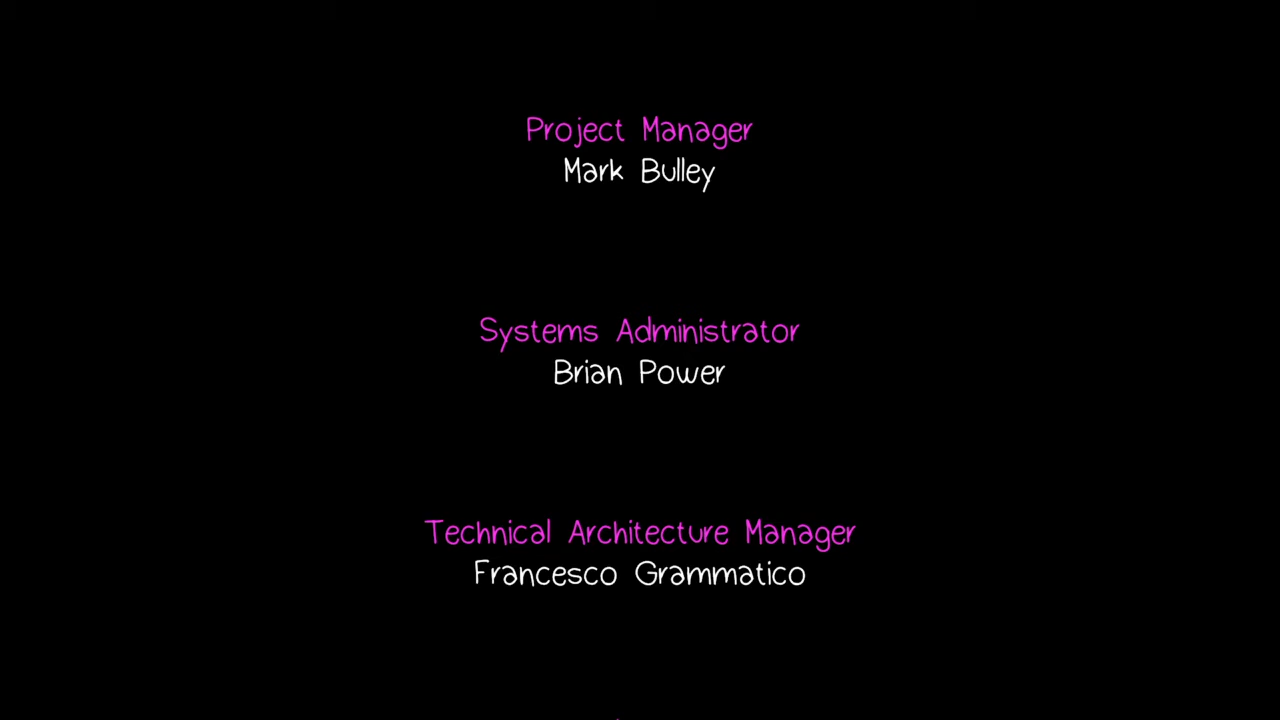 Project Manager
Mark Bulley
Systems Administrator
Brian Power
Technical Architecture Manager
Francesco Grammatico